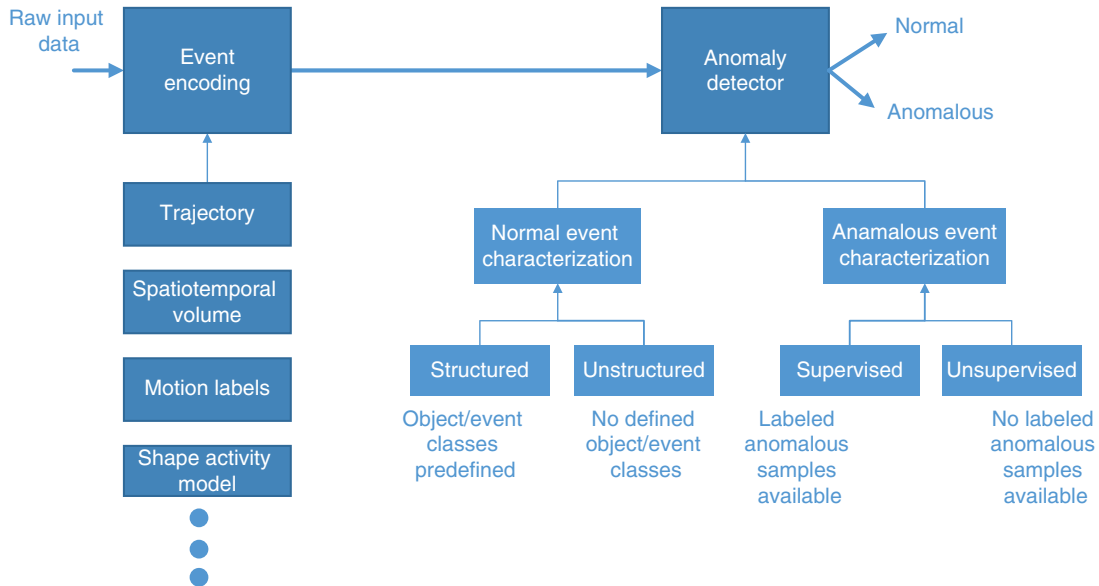 Raw input
data
Event
encoding
Anomaly
detector
Normal
Anomalous
Trajectory
Spatiotemporal
volume
Motion labels
Shape activity
model
Normal event
characterization
Anamalous event
characterization
Structured
Unstructured
Supervised
Unsupervised
Object/event
classes
predefined
No defined
object/event
classes
Labeled
anomalous
samples
available
No labeled
anomalous
samples
available